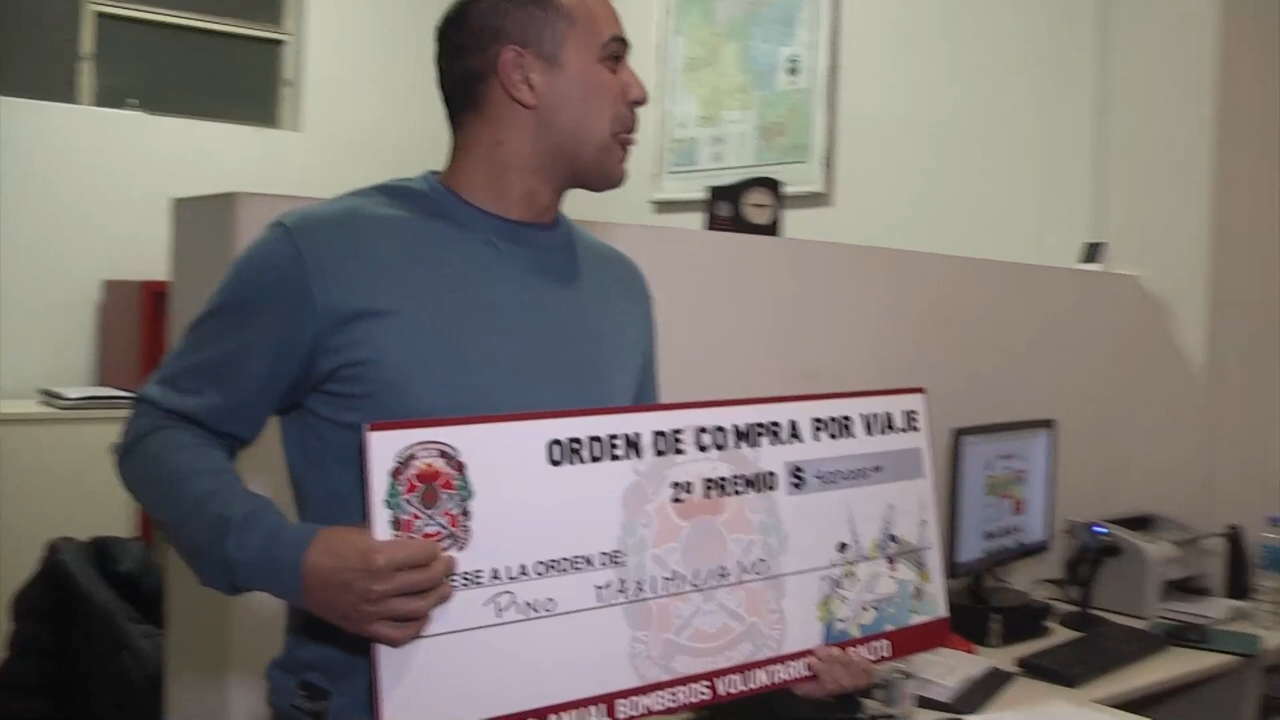 ORDEN DE COMPRA POR VIAJE
2º PREMIO $
ESE A LA ORDEN DE:
PINO MAXIMILIANO
ANUAL BOMBEROS VOLUNTARIOS